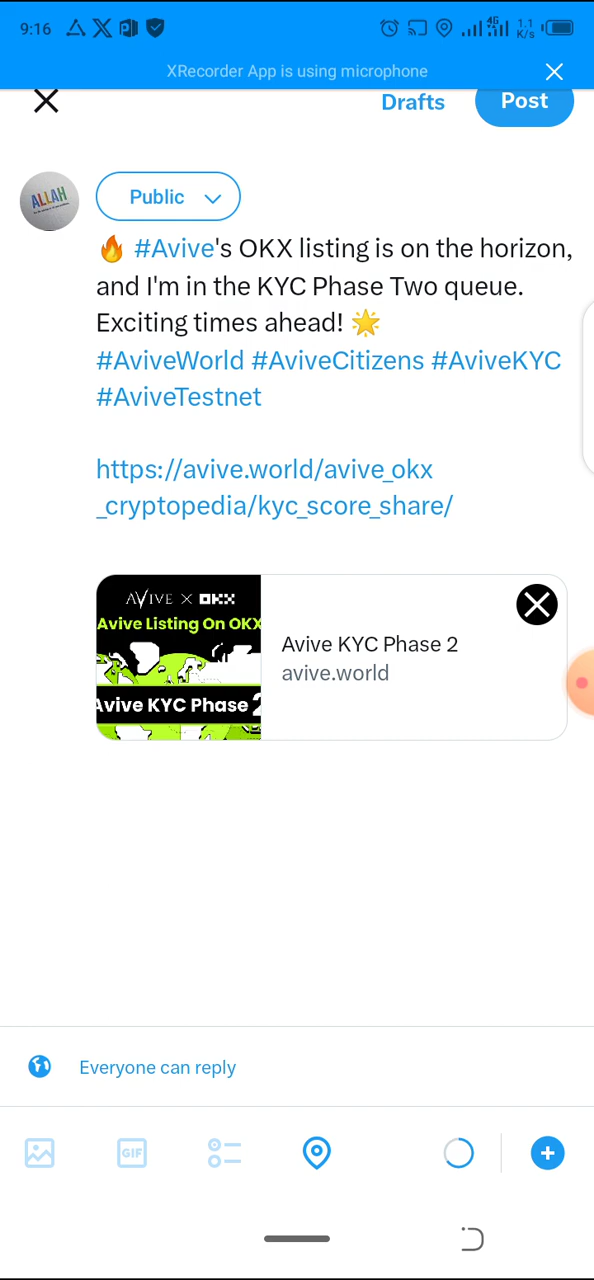 9:16
4G
1.1
K/s
XRecorder App is using microphone
Drafts
Post
ALLAH
Public
🔥 #Avive's OKX listing is on the horizon,
and I'm in the KYC Phase Two queue.
Exciting times ahead! 🌟
#AviveWorld #AviveCitizens #AviveKYC
#AviveTestnet
https://avive.world/avive_okx
_cryptopedia/kyc_score_share/
AVIVE X OKX
Avive Listing On OKX
Avive KYC Phase 2
Avive KYC Phase 2
avive.world
Everyone can reply
GIF